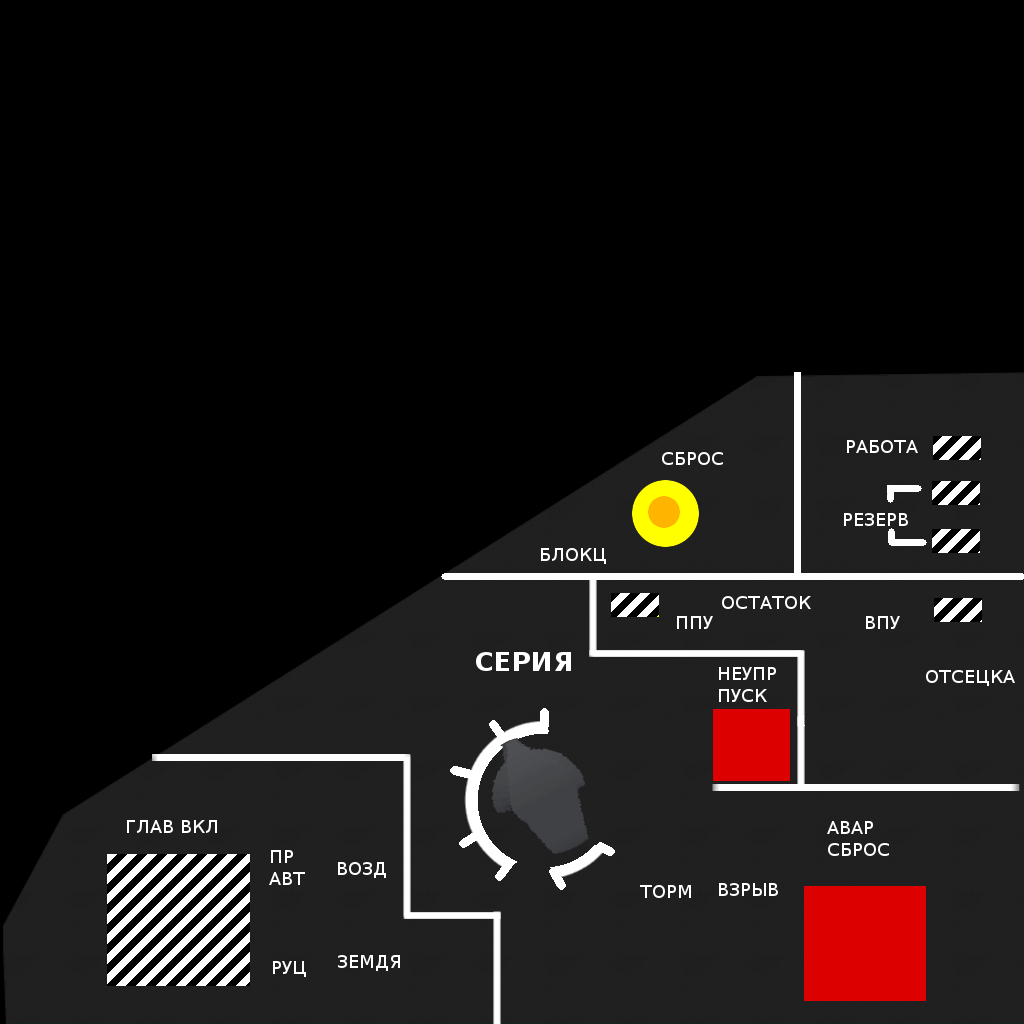 СБРОС
РАБОТА
РЕЗЕРВ
БЛОКЦ
ОСТАТОК
ППУ
ВПУ
СЕРИЯ
НЕУПР
ПУСК
ОТСЕЦКА
ГЛАВ ВКЛ
ПР
АВТ
ВОЗД
АВАР
СБРОС
ТОРМ
ВЗРЫВ
РУЦ
ЗЕМДЯ